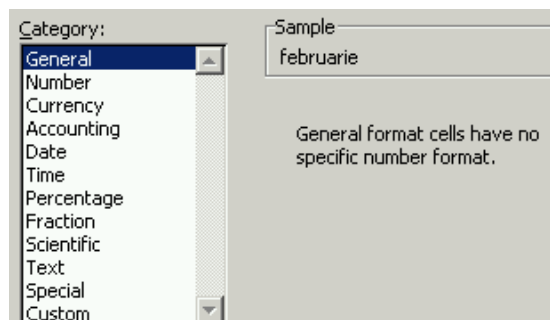 Category:
General
Number
Currency
Accounting
Date
Time
Percentage
Fraction
Scientific
Text
Special
Custom
Sample
februarie
General format cells have no
specific number format.